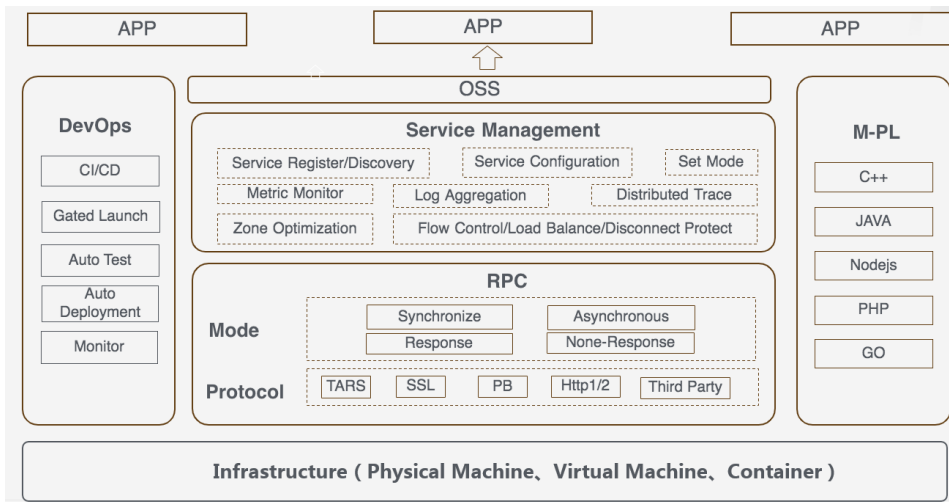 APP
APP
APP
OSS
DevOps
CI/CD
Gated Launch
Auto Test
Auto
Deployment
Monitor
Service Management
Service Register/Discovery
Service Configuration
Set Mode
Metric Monitor
Log Aggregation
Distributed Trace
Zone Optimization
Flow Control/Load Balance/Disconnect Protect
RPC
Mode
Synchronize
Asynchronous
Response
None-Response
Protocol
TARS
SSL
PB
Http1/2
Third Party
M-PL
C++
JAVA
Nodejs
PHP
GO
Infrastructure ( Physical Machine、Virtual Machine、Container )